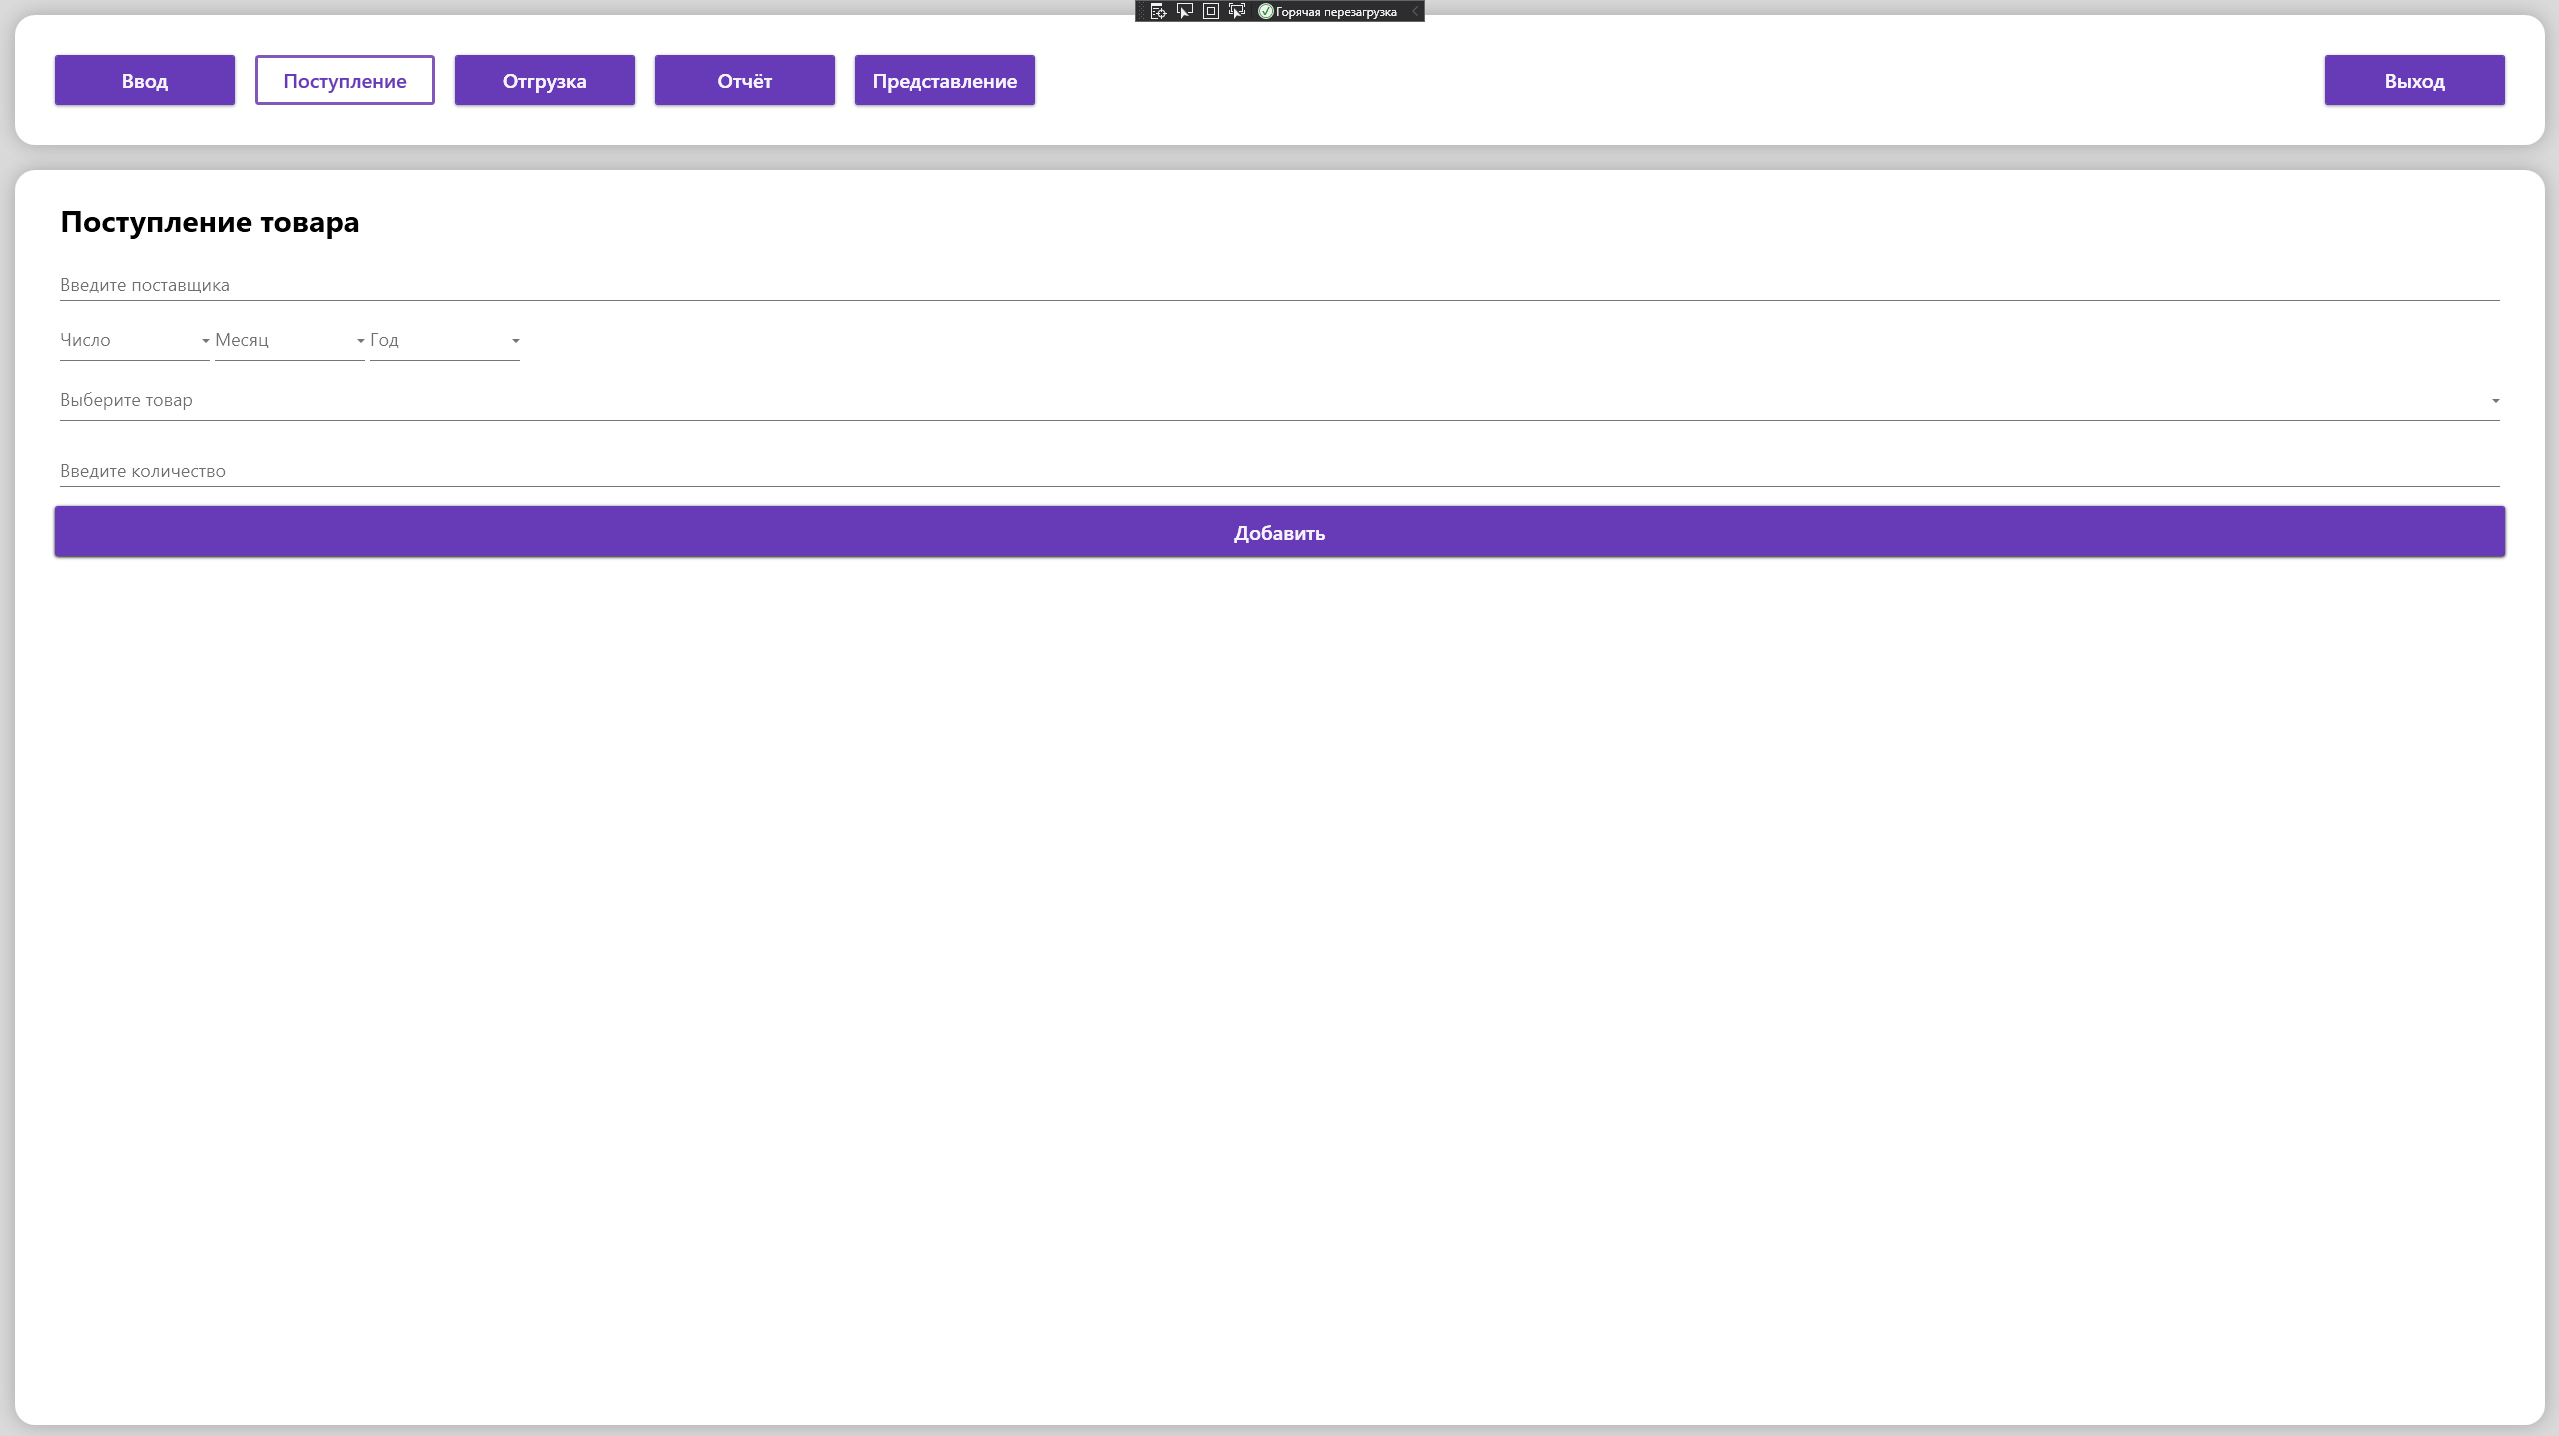 Горячая перезагрузка
Ввод Поступление Отгрузка Отчёт Представление Выход
Поступление товара
Введите поставщика
Число Месяц Год
Выберите товар
Введите количество
Добавить